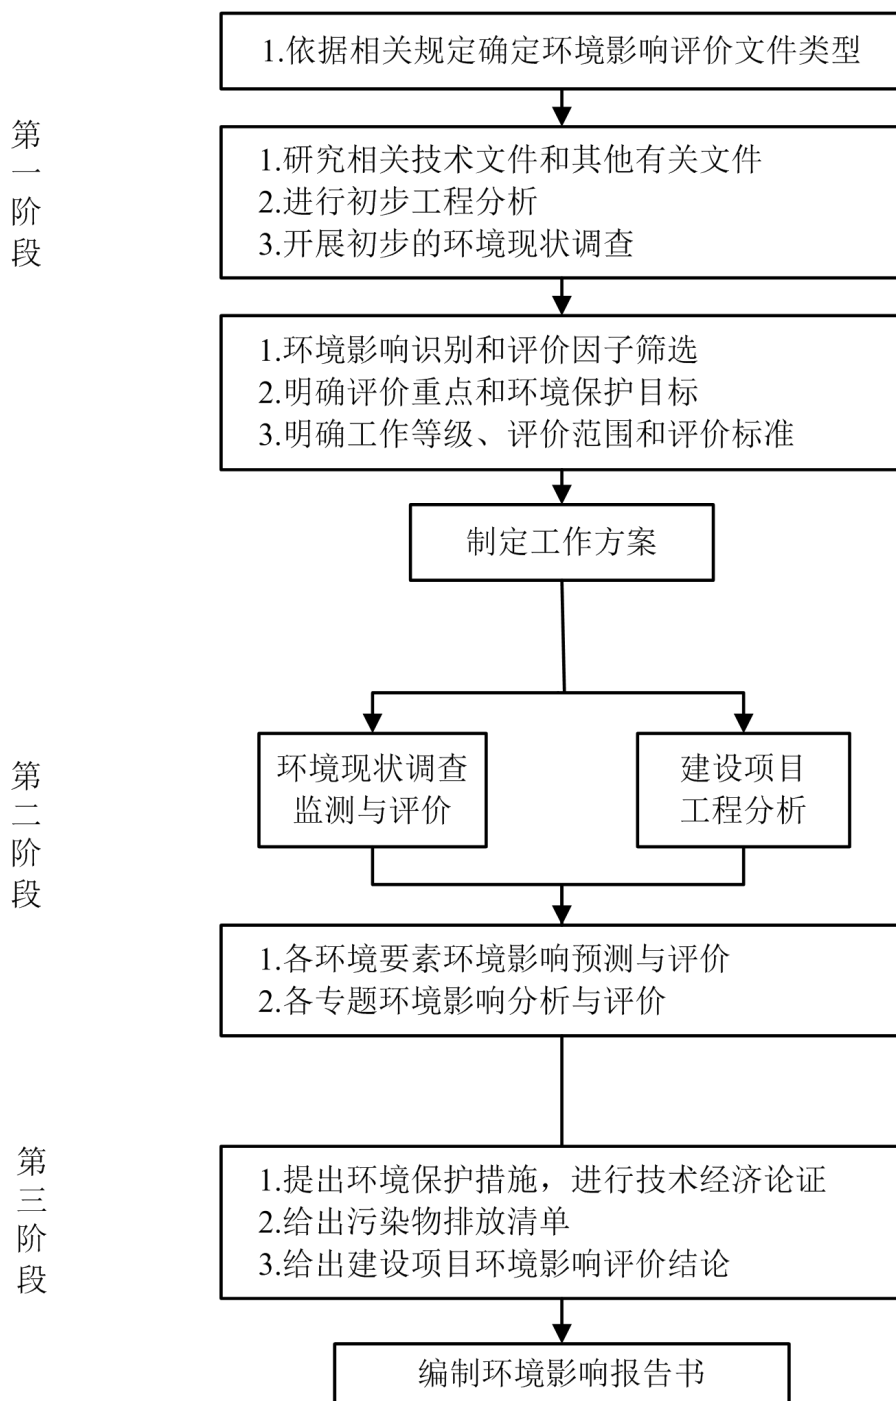 1.依据相关规定确定环境影响评价文件类型
第一阶段
1.研究相关技术文件和其他有关文件
2.进行初步工程分析
3.开展初步的环境现状调查
1.环境影响识别和评价因子筛选
2.明确评价重点和环境保护目标
3.明确工作等级、评价范围和评价标准
制定工作方案
第二阶段
环境现状调查
监测与评价
建设项目
工程分析
1.各环境要素环境影响预测与评价
2.各专题环境影响分析与评价
第三阶段
1.提出环境保护措施，进行技术经济论证
2.给出污染物排放清单
3.给出建设项目环境影响评价结论
编制环境影响报告书